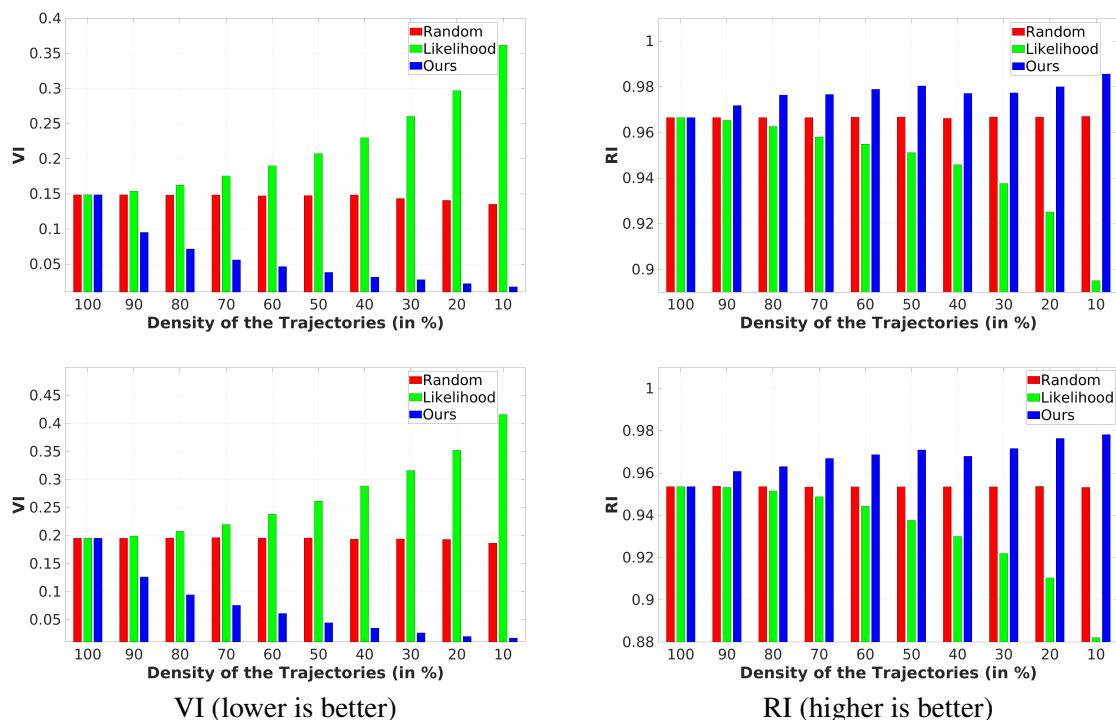 0.4
0.35
0.3
0.25
0.2
0.15
0.1
0.05
VI
100 90 80 70 60 50 40 30 20 10
Density of the Trajectories (in %)
Random
Likelihood
Ours
1
0.98
0.96
0.94
0.92
0.9
RI
100 90 80 70 60 50 40 30 20 10
Density of the Trajectories (in %)
Random
Likelihood
Ours
0.45
0.4
0.35
0.3
0.25
0.2
0.15
0.1
0.05
VI
100 90 80 70 60 50 40 30 20 10
Density of the Trajectories (in %)
Random
Likelihood
Ours
1
0.98
0.96
0.94
0.92
0.9
0.88
RI
100 90 80 70 60 50 40 30 20 10
Density of the Trajectories (in %)
Random
Likelihood
Ours
VI (lower is better)
RI (higher is better)